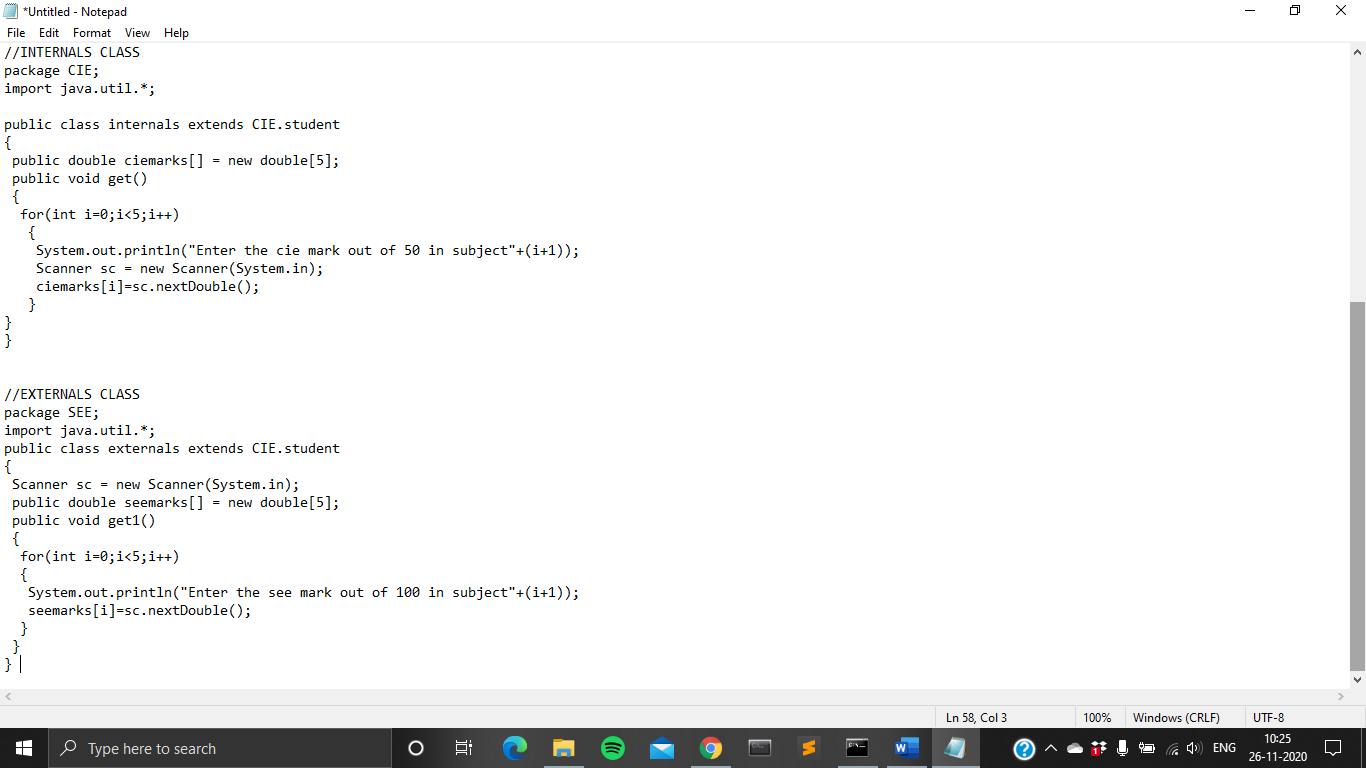 *Untitled - Notepad
File Edit Format View Help
//INTERNALS CLASS
package CIE;
import java.util.*;

public class internals extends CIE.student
{
 public double ciemarks[] = new double[5];
 public void get()
 {
  for(int i=0;i<5;i++)
   {
    System.out.println("Enter the cie mark out of 50 in subject"+(i+1));
    Scanner sc = new Scanner(System.in);
    ciemarks[i]=sc.nextDouble();
   }
}
}


//EXTERNALS CLASS
package SEE;
import java.util.*;
public class externals extends CIE.student
{
 Scanner sc = new Scanner(System.in);
 public double seemarks[] = new double[5];
 public void get1()
 {
  for(int i=0;i<5;i++)
  {
   System.out.println("Enter the see mark out of 100 in subject"+(i+1));
   seemarks[i]=sc.nextDouble();
  }
 }
}
Ln 58, Col 3 100% Windows (CRLF) UTF-8
Type here to search
1
W
ENG
10:25
26-11-2020